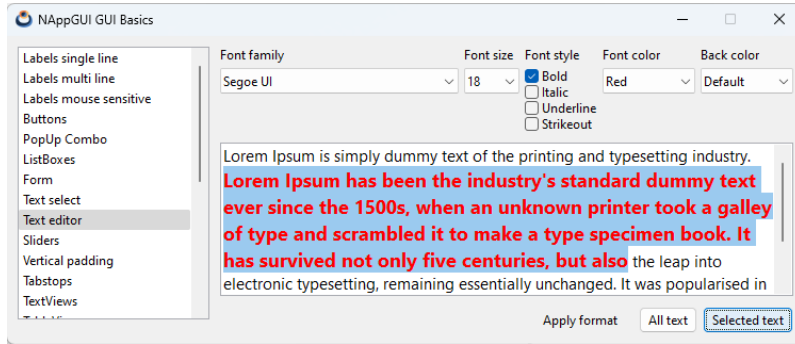 NAppGUI GUI Basics
Labels single line
Labels multi line
Labels mouse sensitive
Buttons
PopUp Combo
ListBoxes
Form
Text select
Text editor
Sliders
Vertical padding
Tabstops
TextViews
Font family
Segoe UI
Font size
18
Font style
Bold
Italic
Underline
Strikeout
Font color
Red
Back color
Default
Lorem Ipsum is simply dummy text of the printing and typesetting industry.
Lorem Ipsum has been the industry's standard dummy text
ever since the 1500s, when an unknown printer took a galley
of type and scrambled it to make a type specimen book. It
has survived not only five centuries, but also the leap into
electronic typesetting, remaining essentially unchanged. It was popularised in
Apply format
All text
Selected text